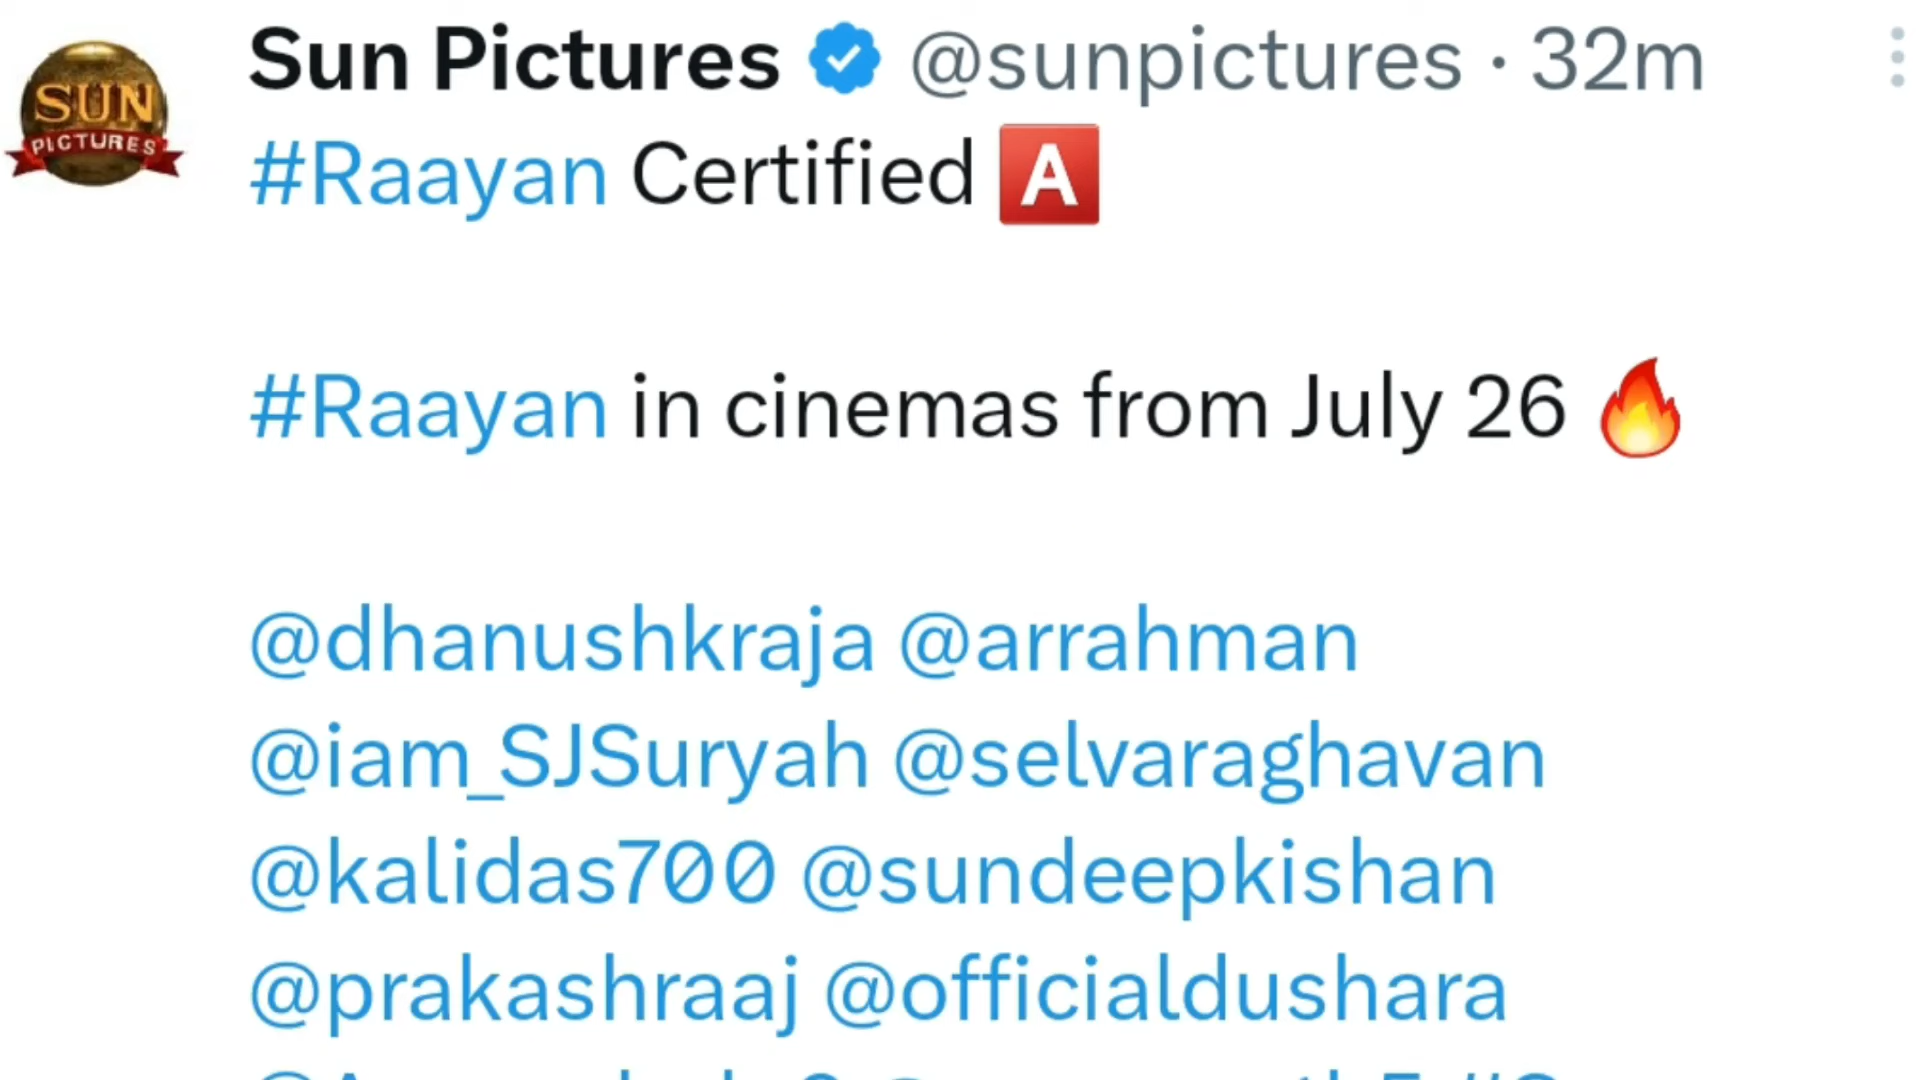 SUN
PICTURES
Sun Pictures @sunpictures · 32m
#Raayan Certified 🅰
#Raayan in cinemas from July 26 🔥
@dhanushkraja @arrahman
@iam_SJSuryah @selvaraghavan
@kalidas700 @sundeepkishan
@prakashraaj @officialdushara